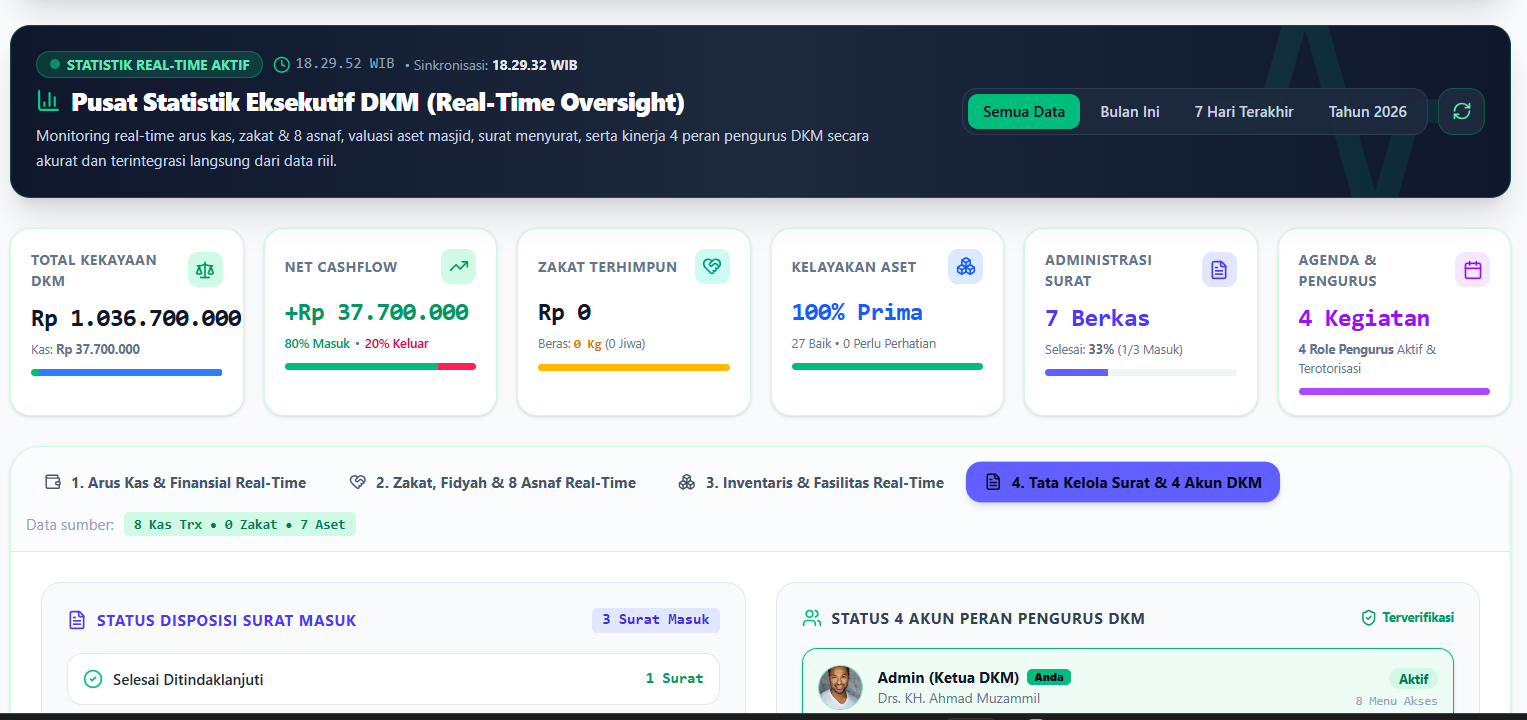 STATISTIK REAL-TIME AKTIF 18.29.52 WIB • Sinkronisasi: 18.29.32 WIB
Pusat Statistik Eksekutif DKM (Real-Time Oversight)
Monitoring real-time arus kas, zakat & 8 asnaf, valuasi aset masjid, surat menyurat, serta kinerja 4 peran pengurus DKM secara
akurat dan terintegrasi langsung dari data riil.
Semua Data Bulan Ini 7 Hari Terakhir Tahun 2026
TOTAL KEKAYAAN
DKM
Rp 1.036.700.000
Kas: Rp 37.700.000
NET CASHFLOW
+Rp 37.700.000
80% Masuk • 20% Keluar
ZAKAT TERHIMPUN
Rp 0
Beras: 0 Kg (0 Jiwa)
KELAYAKAN ASET
100% Prima
27 Baik • 0 Perlu Perhatian
ADMINISTRASI
SURAT
7 Berkas
Selesai: 33% (1/3 Masuk)
AGENDA &
PENGURUS
4 Kegiatan
4 Role Pengurus Aktif &
Terotorisasi
1. Arus Kas & Finansial Real-Time
2. Zakat, Fidyah & 8 Asnaf Real-Time
3. Inventaris & Fasilitas Real-Time
4. Tata Kelola Surat & 4 Akun DKM
Data sumber: 8 Kas Trx • 0 Zakat • 7 Aset
STATUS DISPOSISI SURAT MASUK 3 Surat Masuk
Selesai Ditindaklanjuti 1 Surat
STATUS 4 AKUN PERAN PENGURUS DKM Terverifikasi
Admin (Ketua DKM) Anda Aktif
Drs. KH. Ahmad Muzammil 8 Menu Akses